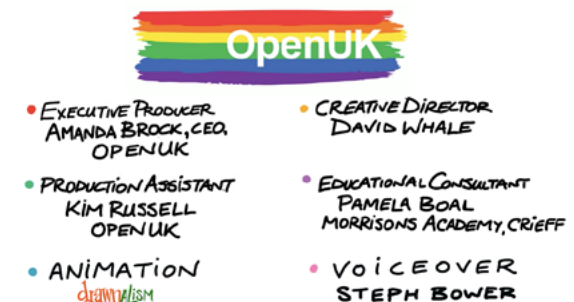 OpenUK
• EXECUTIVE PRODUCER
AMANDA BROCK, CEO,
OPENUK
• CREATIVE DIRECTOR
DAVID WHALE
• PRODUCTION ASSISTANT
KIM RUSSELL
OPENUK
• EDUCATIONAL CONSULTANT
PAMELA BOAL
MORRISONS ACADEMY, CRIEFF
• ANIMATION
drawnalism
• VOICEOVER
STEPH BOWER